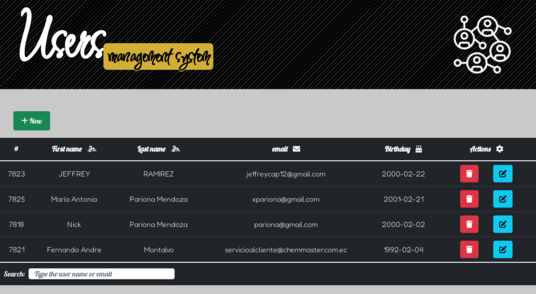 Users
management system
+ New
# First name Last name email Birthday Actions
7823 JEFFREY RAMIREZ jeffreycap12@gmail.com 2000-02-22
7825 María Antonia Pariona Mendoza xpariona@gmail.com 2001-02-21
7818 Nick Pariona Mendoza pariona@gmail.com 2000-02-02
7821 Fernando Andre Montalvo servicioalcliente@chemmaster.com.ec 1992-02-04
Search: Type the user name or email